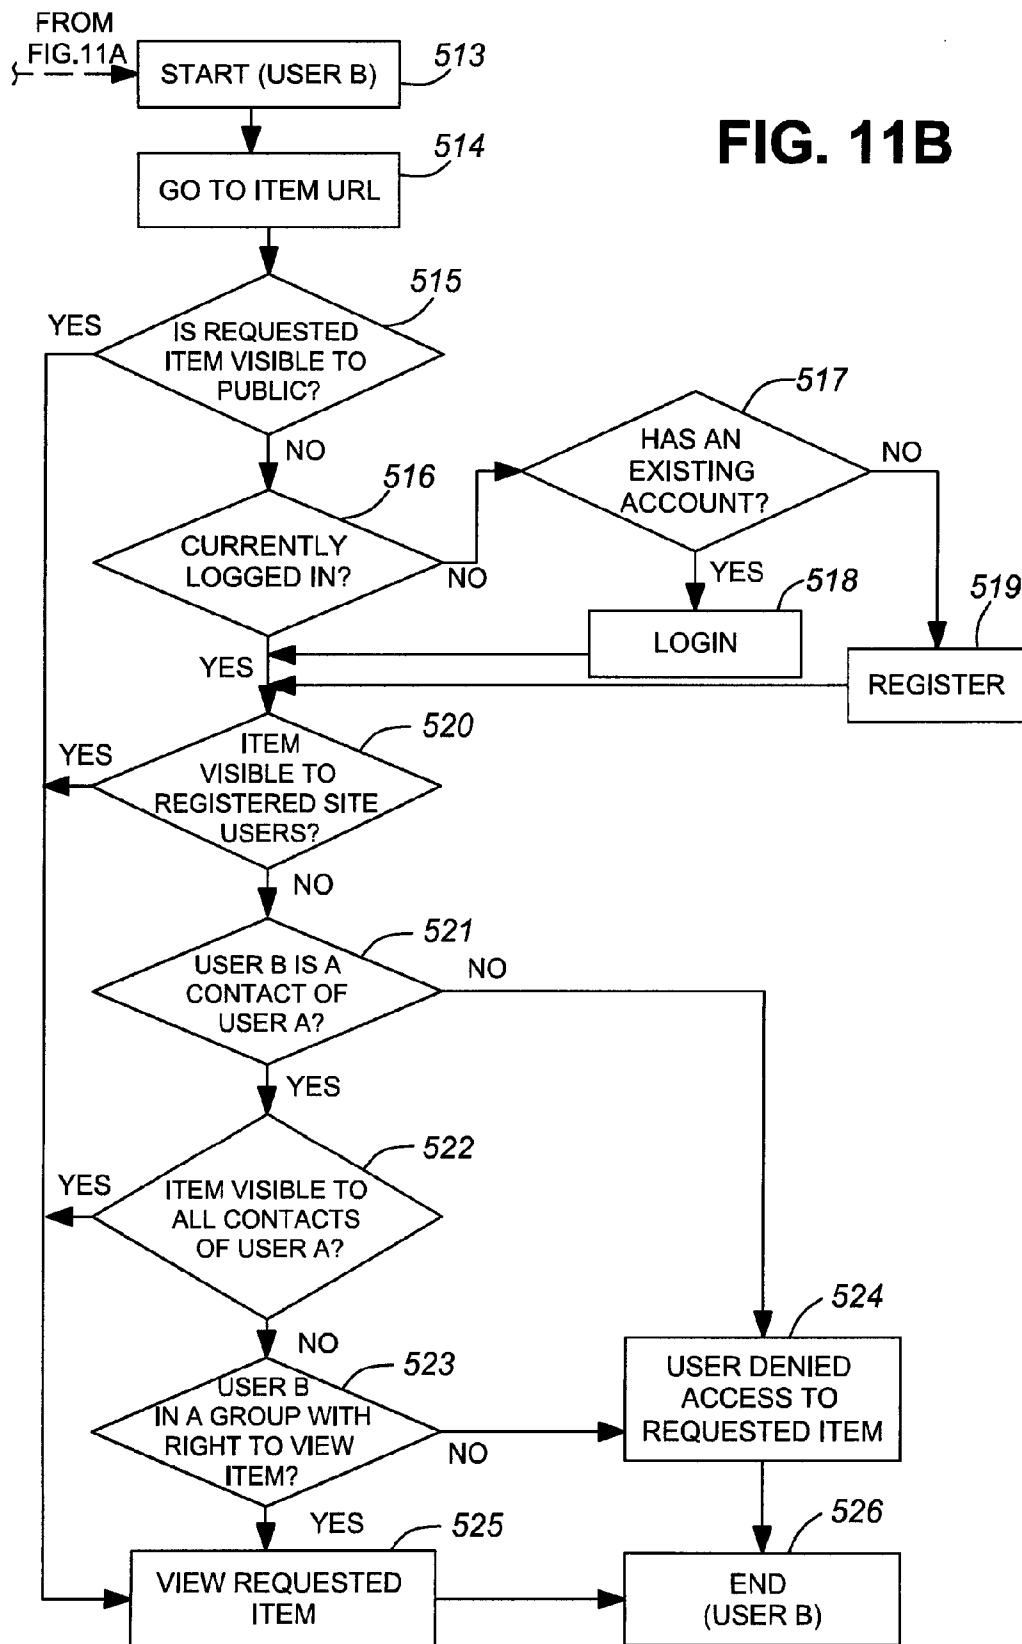 FROM
FIG.11A
START (USER B)
513
FIG. 11B
GO TO ITEM URL
514
IS REQUESTED
ITEM VISIBLE TO
PUBLIC?
515
YES
NO
CURRENTLY
LOGGED IN?
516
NO
YES
HAS AN
EXISTING
ACCOUNT?
517
NO
YES
LOGIN
518
REGISTER
519
ITEM
VISIBLE TO
REGISTERED SITE
USERS?
520
YES
NO
USER B IS A
CONTACT OF
USER A?
521
NO
YES
ITEM VISIBLE TO
ALL CONTACTS
OF USER A?
522
YES
NO
USER B
IN A GROUP WITH
RIGHT TO VIEW
ITEM?
523
NO
YES
USER DENIED
ACCESS TO
REQUESTED ITEM
524
VIEW REQUESTED
ITEM
525
END
(USER B)
526